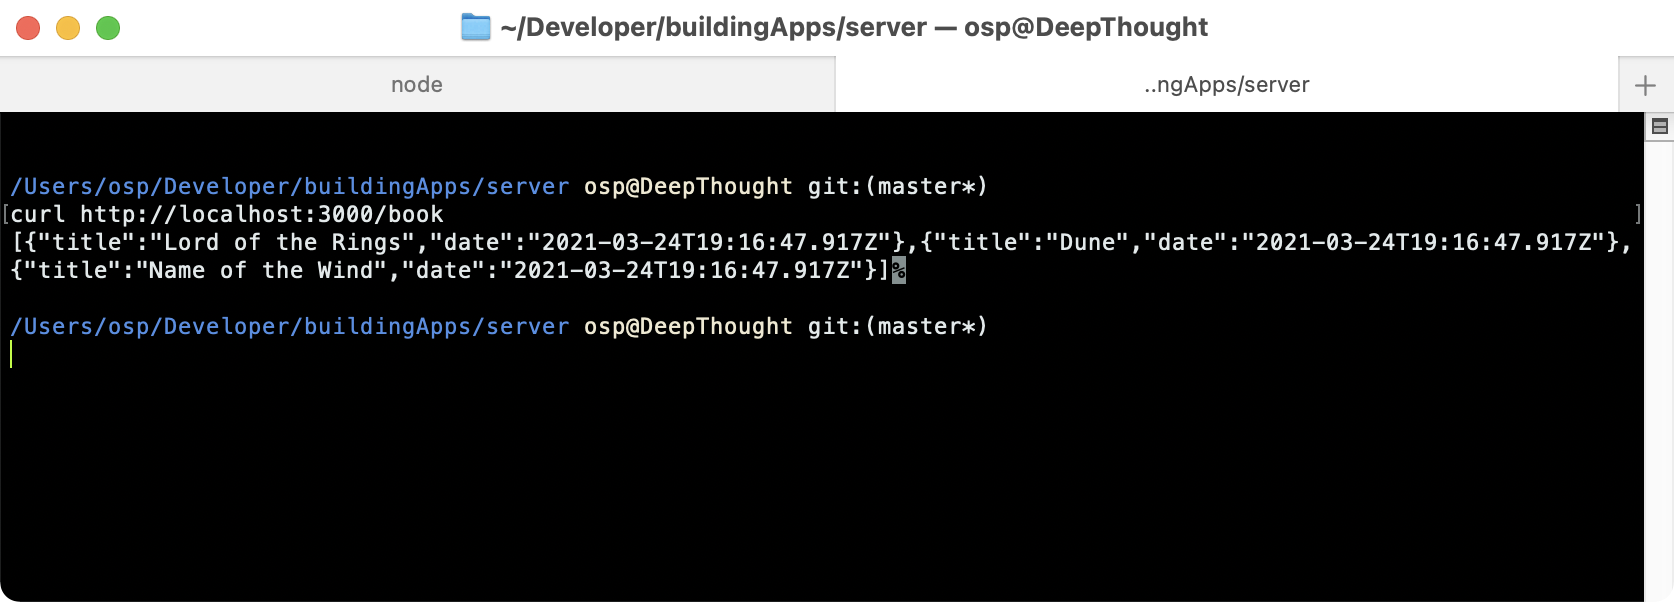 ~/Developer/buildingApps/server — osp@DeepThought
node
..ngApps/server
/Users/osp/Developer/buildingApps/server osp@DeepThought git:(master*)
[curl http://localhost:3000/book ]
[{"title":"Lord of the Rings","date":"2021-03-24T19:16:47.917Z"},{"title":"Dune","date":"2021-03-24T19:16:47.917Z"},
{"title":"Name of the Wind","date":"2021-03-24T19:16:47.917Z"}]%
/Users/osp/Developer/buildingApps/server osp@DeepThought git:(master*)